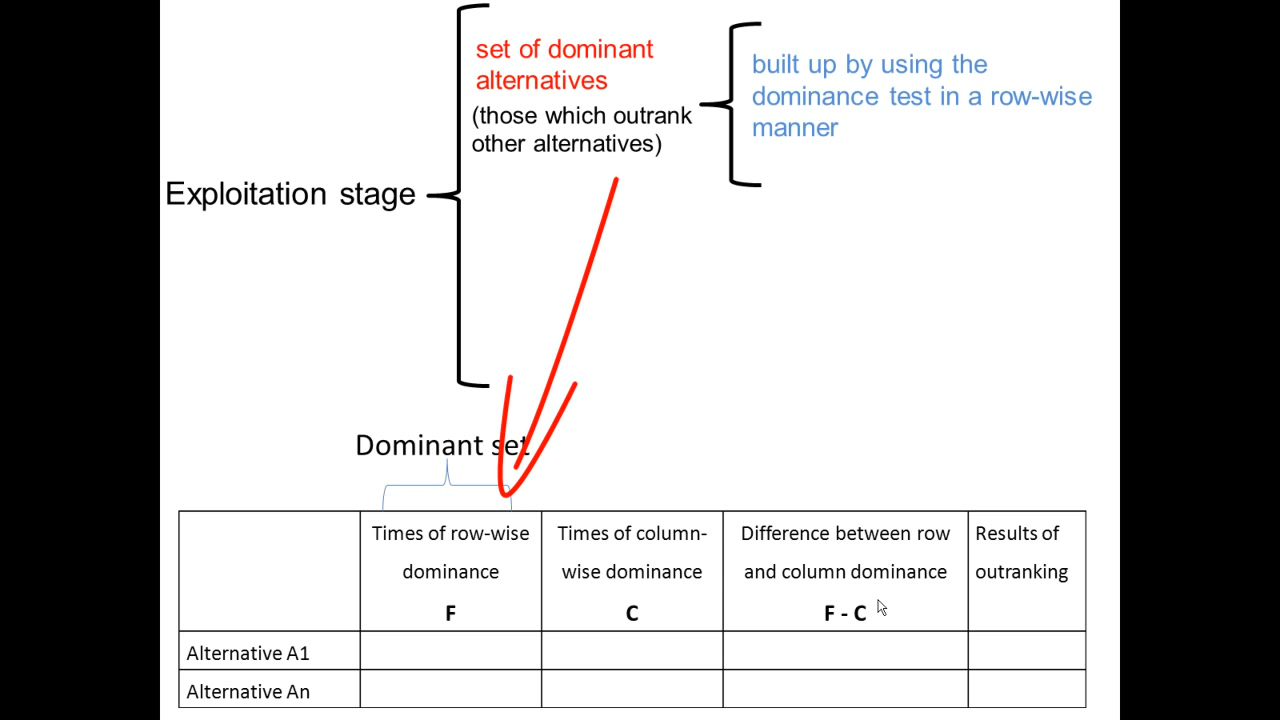 set of dominant
alternatives
(those which outrank
other alternatives)
built up by using the
dominance test in a row-wise
manner
Exploitation stage
Dominant set
Times of row-wise
dominance
F
Times of column-
wise dominance
C
Difference between row
and column dominance
F - C
Results of
outranking
Alternative A1
Alternative An